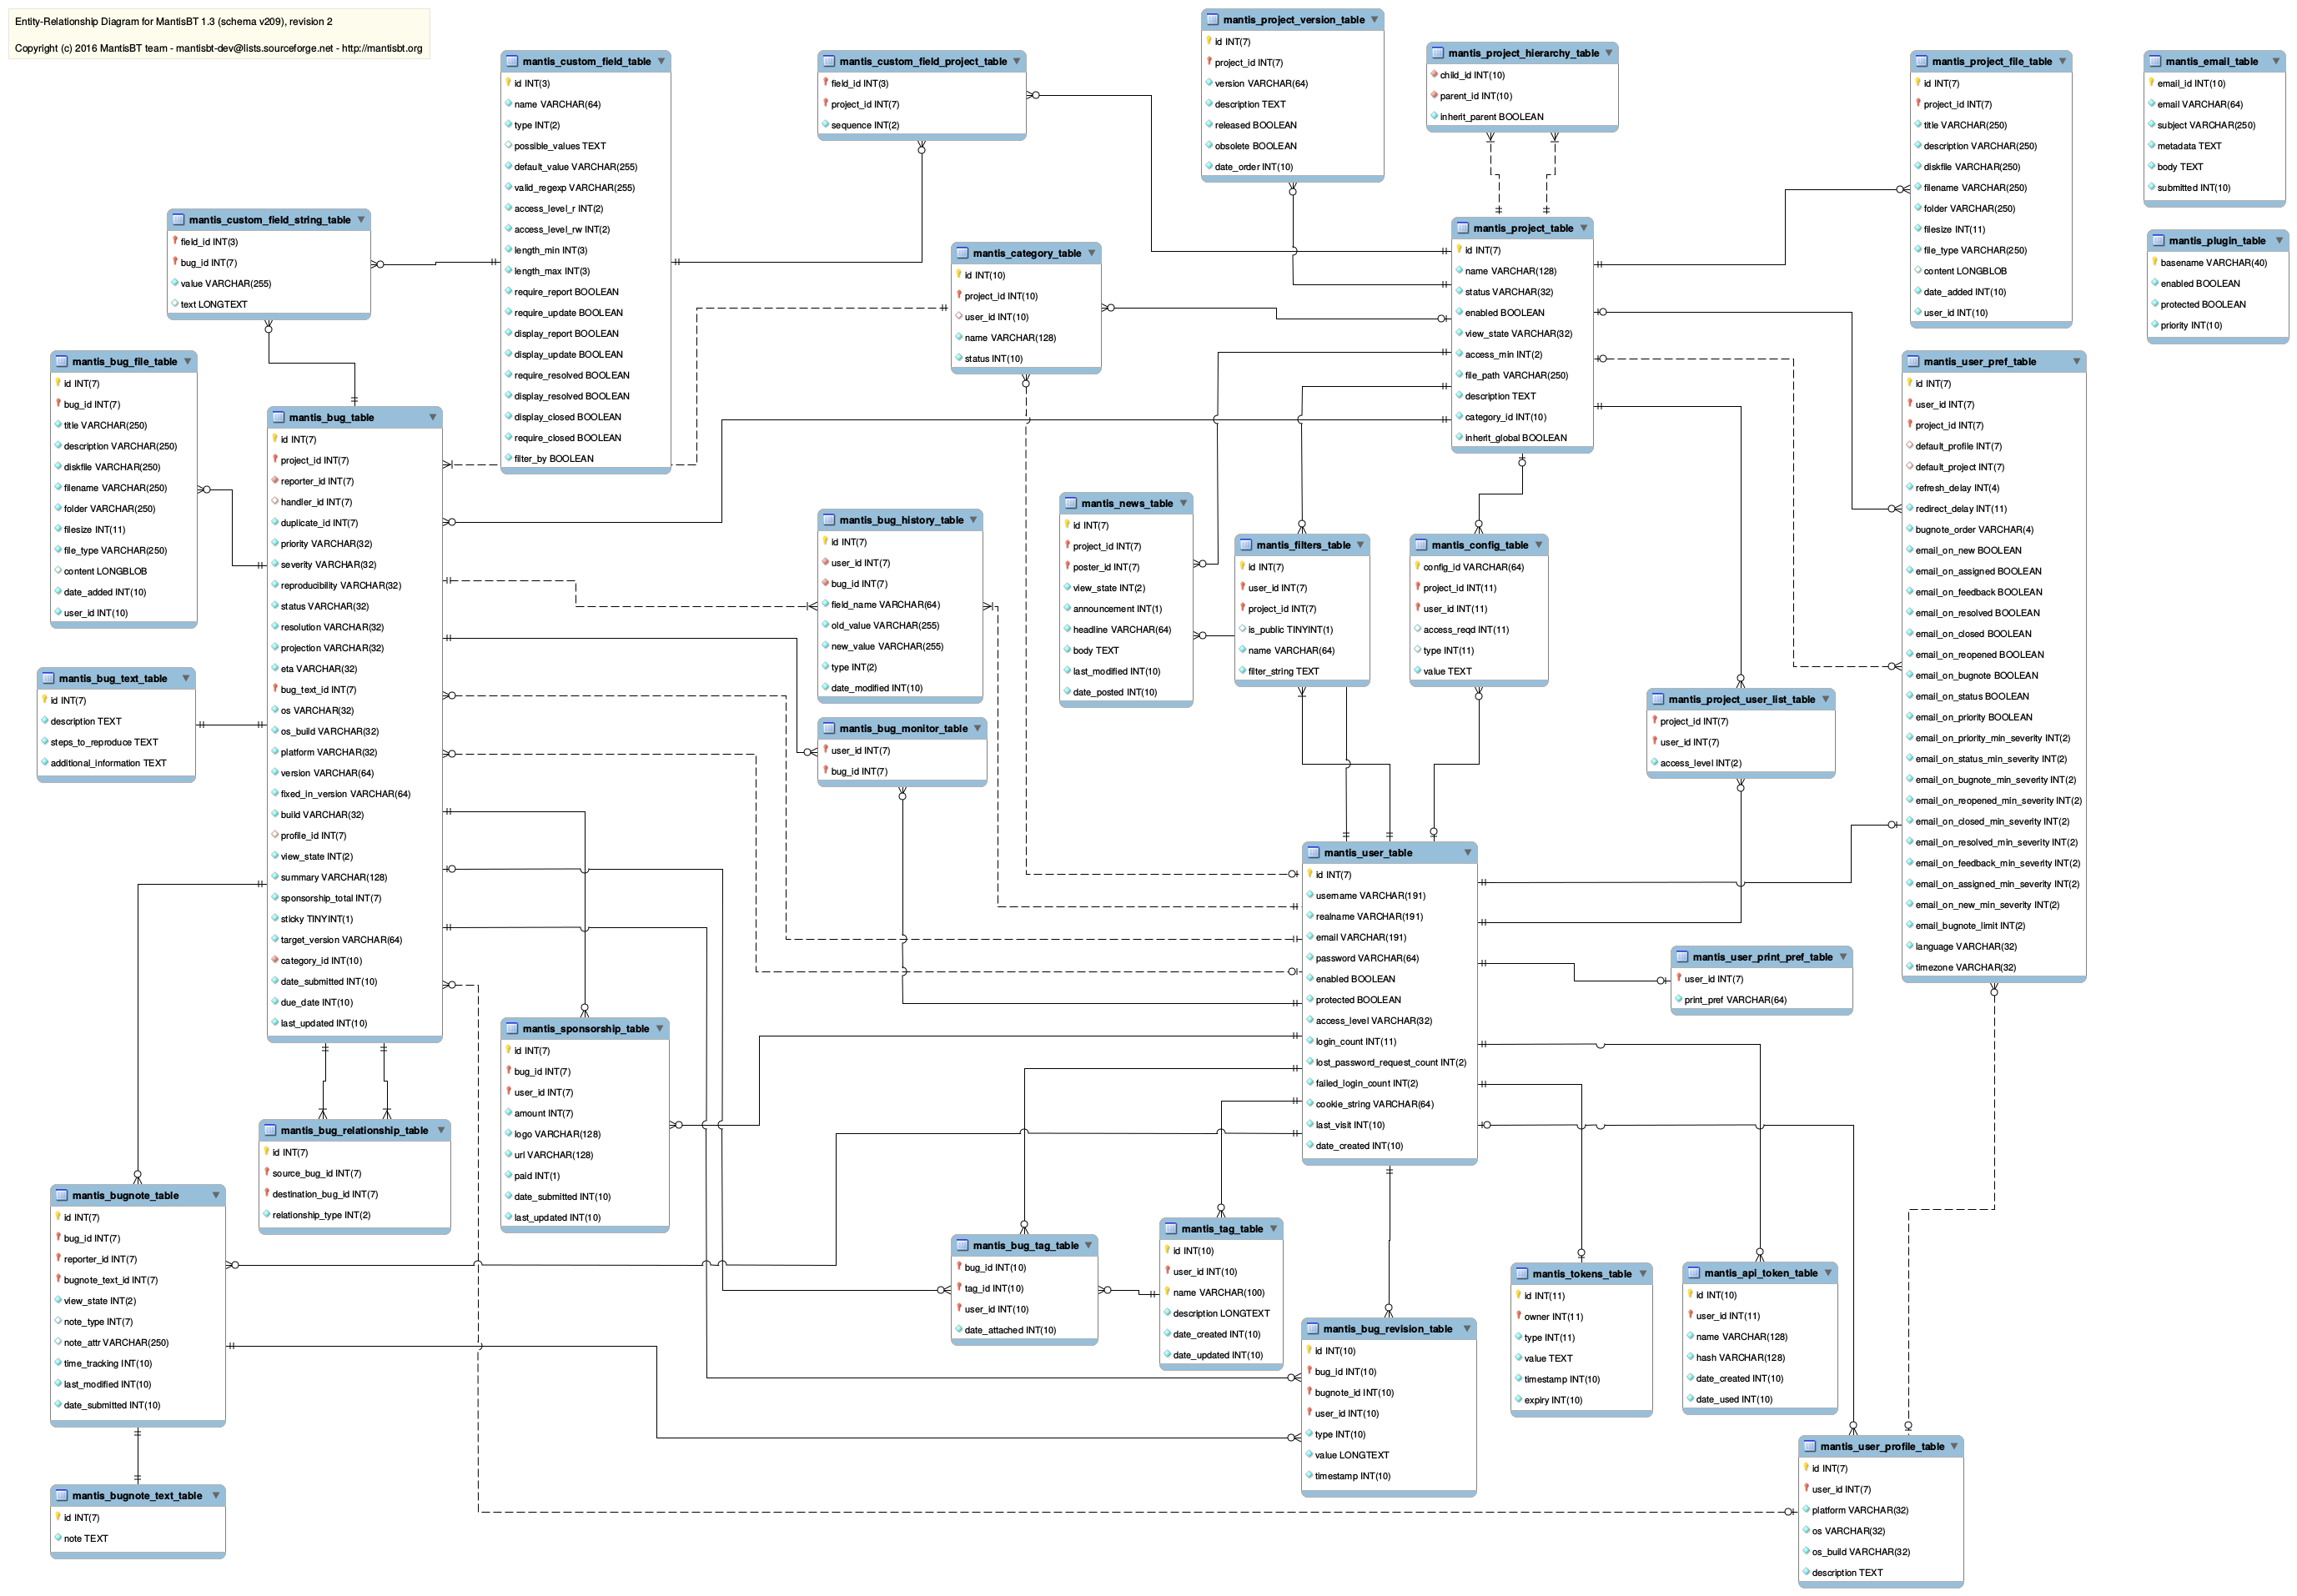 Entity-Relationship Diagram for MantisBT 1.3 (schema v209), revision 2
Copyright (c) 2016 MantisBT team - mantisbt-dev@lists.sourceforge.net - http://mantisbt.org
mantis_custom_field_table
id INT(3)
name VARCHAR(64)
type INT(2)
possible_values TEXT
default_value VARCHAR(255)
valid_regexp VARCHAR(255)
access_level_r INT(2)
access_level_rw INT(2)
length_min INT(3)
length_max INT(3)
require_report BOOLEAN
require_update BOOLEAN
display_report BOOLEAN
display_update BOOLEAN
require_resolved BOOLEAN
display_resolved BOOLEAN
display_closed BOOLEAN
require_closed BOOLEAN
filter_by BOOLEAN
mantis_custom_field_project_table
field_id INT(3)
project_id INT(7)
sequence INT(2)
mantis_project_version_table
id INT(7)
project_id INT(7)
version VARCHAR(64)
description TEXT
released BOOLEAN
obsolete BOOLEAN
date_order INT(10)
mantis_project_hierarchy_table
child_id INT(10)
parent_id INT(10)
inherit_parent BOOLEAN
mantis_project_file_table
id INT(7)
project_id INT(7)
title VARCHAR(250)
description VARCHAR(250)
diskfile VARCHAR(250)
filename VARCHAR(250)
folder VARCHAR(250)
filesize INT(11)
file_type VARCHAR(250)
content LONGBLOB
date_added INT(10)
user_id INT(10)
mantis_email_table
email_id INT(10)
email VARCHAR(64)
subject VARCHAR(250)
metadata TEXT
body TEXT
submitted INT(10)
mantis_plugin_table
basename VARCHAR(40)
enabled BOOLEAN
protected BOOLEAN
priority INT(10)
mantis_custom_field_string_table
field_id INT(3)
bug_id INT(7)
value VARCHAR(255)
text LONGTEXT
mantis_category_table
id INT(10)
project_id INT(10)
user_id INT(10)
name VARCHAR(128)
status INT(10)
mantis_project_table
id INT(7)
name VARCHAR(128)
status VARCHAR(32)
enabled BOOLEAN
view_state VARCHAR(32)
access_min INT(2)
file_path VARCHAR(250)
description TEXT
category_id INT(10)
inherit_global BOOLEAN
mantis_bug_file_table
id INT(7)
bug_id INT(7)
title VARCHAR(250)
description VARCHAR(250)
diskfile VARCHAR(250)
filename VARCHAR(250)
folder VARCHAR(250)
filesize INT(11)
file_type VARCHAR(250)
content LONGBLOB
date_added INT(10)
user_id INT(10)
mantis_bug_table
id INT(7)
project_id INT(7)
reporter_id INT(7)
handler_id INT(7)
duplicate_id INT(7)
priority VARCHAR(32)
severity VARCHAR(32)
reproducibility VARCHAR(32)
status VARCHAR(32)
resolution VARCHAR(32)
projection VARCHAR(32)
eta VARCHAR(32)
bug_text_id INT(7)
os VARCHAR(32)
os_build VARCHAR(32)
platform VARCHAR(32)
version VARCHAR(64)
fixed_in_version VARCHAR(64)
build VARCHAR(32)
profile_id INT(7)
view_state INT(2)
summary VARCHAR(128)
sponsorship_total INT(7)
sticky TINYINT(1)
target_version VARCHAR(64)
category_id INT(10)
date_submitted INT(10)
due_date INT(10)
last_updated INT(10)
mantis_user_pref_table
id INT(7)
user_id INT(7)
project_id INT(7)
default_profile INT(7)
default_project INT(7)
refresh_delay INT(4)
redirect_delay INT(11)
bugnote_order VARCHAR(4)
email_on_new BOOLEAN
email_on_assigned BOOLEAN
email_on_feedback BOOLEAN
email_on_resolved BOOLEAN
email_on_closed BOOLEAN
email_on_reopened BOOLEAN
email_on_bugnote BOOLEAN
email_on_status BOOLEAN
email_on_priority BOOLEAN
email_on_priority_min_severity INT(2)
email_on_status_min_severity INT(2)
email_on_bugnote_min_severity INT(2)
email_on_reopened_min_severity INT(2)
email_on_closed_min_severity INT(2)
email_on_resolved_min_severity INT(2)
email_on_feedback_min_severity INT(2)
email_on_assigned_min_severity INT(2)
email_on_new_min_severity INT(2)
email_bugnote_limit INT(2)
language VARCHAR(32)
timezone VARCHAR(32)
mantis_bug_history_table
id INT(7)
user_id INT(7)
bug_id INT(7)
field_name VARCHAR(64)
old_value VARCHAR(255)
new_value VARCHAR(255)
type INT(2)
date_modified INT(10)
mantis_news_table
id INT(7)
project_id INT(7)
poster_id INT(7)
view_state INT(2)
announcement INT(1)
headline VARCHAR(64)
body TEXT
last_modified INT(10)
date_posted INT(10)
mantis_filters_table
id INT(7)
user_id INT(7)
project_id INT(7)
is_public TINYINT(1)
name VARCHAR(64)
filter_string TEXT
mantis_config_table
config_id VARCHAR(64)
project_id INT(11)
user_id INT(11)
access_reqd INT(11)
type INT(11)
value TEXT
mantis_bug_text_table
id INT(7)
description TEXT
steps_to_reproduce TEXT
additional_information TEXT
mantis_bug_monitor_table
user_id INT(7)
bug_id INT(7)
mantis_project_user_list_table
project_id INT(7)
user_id INT(7)
access_level INT(2)
mantis_user_table
id INT(7)
username VARCHAR(191)
realname VARCHAR(191)
email VARCHAR(191)
password VARCHAR(64)
enabled BOOLEAN
protected BOOLEAN
access_level VARCHAR(32)
login_count INT(11)
lost_password_request_count INT(2)
failed_login_count INT(2)
cookie_string VARCHAR(64)
last_visit INT(10)
date_created INT(10)
mantis_user_print_pref_table
user_id INT(7)
print_pref VARCHAR(64)
mantis_sponsorship_table
id INT(7)
bug_id INT(7)
user_id INT(7)
amount INT(7)
logo VARCHAR(128)
url VARCHAR(128)
paid INT(1)
date_submitted INT(10)
last_updated INT(10)
mantis_bug_relationship_table
id INT(7)
source_bug_id INT(7)
destination_bug_id INT(7)
relationship_type INT(2)
mantis_bugnote_table
id INT(7)
bug_id INT(7)
reporter_id INT(7)
bugnote_text_id INT(7)
view_state INT(2)
note_type INT(7)
note_attr VARCHAR(250)
time_tracking INT(10)
last_modified INT(10)
date_submitted INT(10)
mantis_bug_tag_table
bug_id INT(10)
tag_id INT(10)
user_id INT(10)
date_attached INT(10)
mantis_tag_table
id INT(10)
user_id INT(10)
name VARCHAR(100)
description LONGTEXT
date_created INT(10)
date_updated INT(10)
mantis_bug_revision_table
id INT(10)
bug_id INT(10)
bugnote_id INT(10)
user_id INT(10)
type INT(10)
value LONGTEXT
timestamp INT(10)
mantis_tokens_table
id INT(11)
owner INT(11)
type INT(11)
value TEXT
timestamp INT(10)
expiry INT(10)
mantis_api_token_table
id INT(10)
user_id INT(11)
name VARCHAR(128)
hash VARCHAR(128)
date_created INT(10)
date_used INT(10)
mantis_user_profile_table
id INT(7)
user_id INT(7)
platform VARCHAR(32)
os VARCHAR(32)
os_build VARCHAR(32)
description TEXT
mantis_bugnote_text_table
id INT(7)
note TEXT